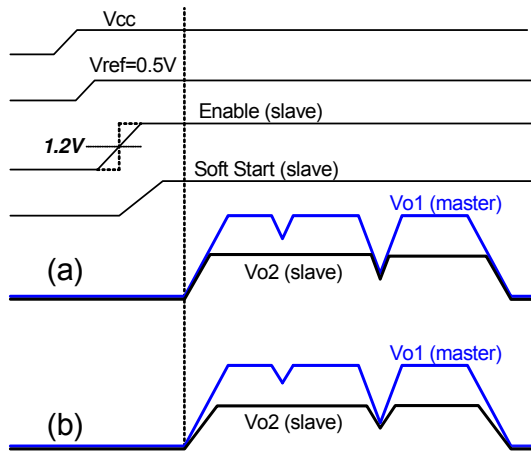 Vcc
Vref=0.5V
Enable (slave)
1.2V
Soft Start (slave)
Vo1 (master)
(a)
Vo2 (slave)
Vo1 (master)
(b)
Vo2 (slave)